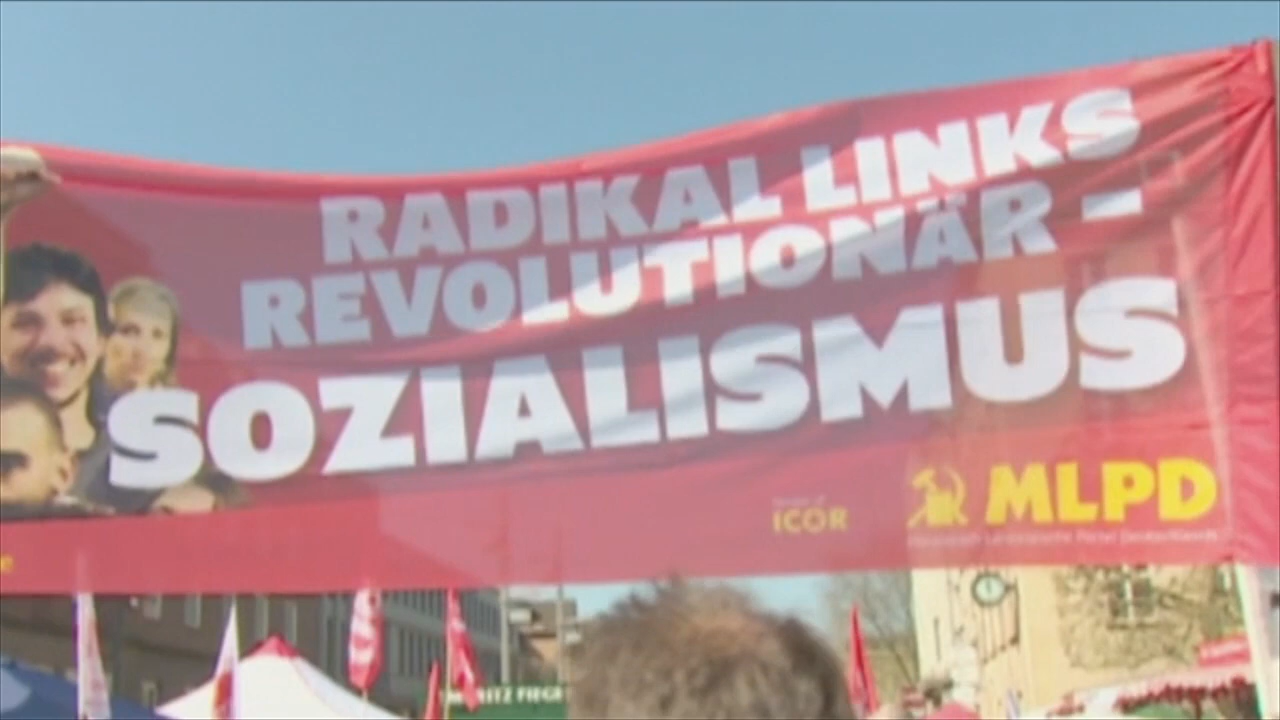 RADIKAL LINKS
REVOLUTIONÄR –
SOZIALISMUS
ICOR
MLPD